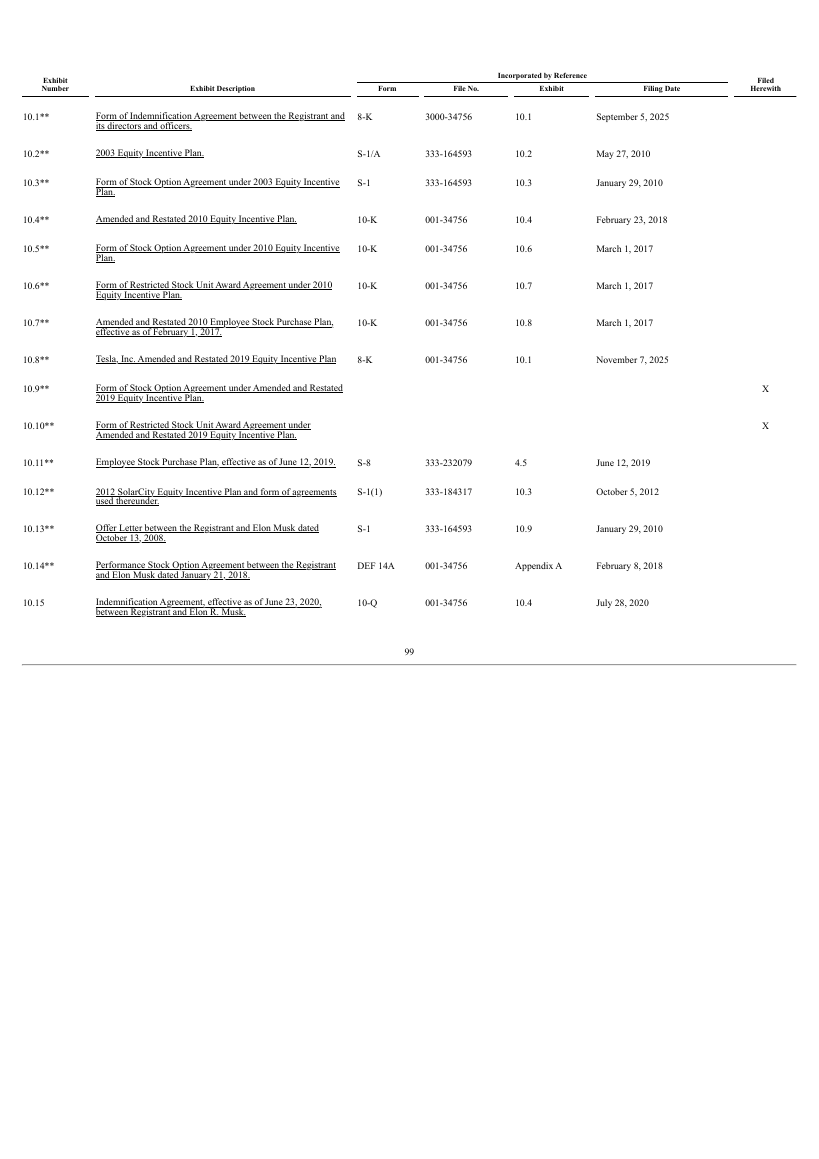 Incorporated by Reference
Exhibit Number Exhibit Description Form File No. Exhibit Filing Date Filed Herewith
10.1** Form of Indemnification Agreement between the Registrant and 8-K 3000-34756 10.1 September 5, 2025
its directors and officers.
10.2** 2003 Equity Incentive Plan. S-1/A 333-164593 10.2 May 27, 2010
10.3** Form of Stock Option Agreement under 2003 Equity Incentive S-1 333-164593 10.3 January 29, 2010
Plan.
10.4** Amended and Restated 2010 Equity Incentive Plan. 10-K 001-34756 10.4 February 23, 2018
10.5** Form of Stock Option Agreement under 2010 Equity Incentive 10-K 001-34756 10.6 March 1, 2017
Plan.
10.6** Form of Restricted Stock Unit Award Agreement under 2010 10-K 001-34756 10.7 March 1, 2017
Equity Incentive Plan.
10.7** Amended and Restated 2010 Employee Stock Purchase Plan, 10-K 001-34756 10.8 March 1, 2017
effective as of February 1, 2017.
10.8** Tesla, Inc. Amended and Restated 2019 Equity Incentive Plan 8-K 001-34756 10.1 November 7, 2025
10.9** Form of Stock Option Agreement under Amended and Restated X
2019 Equity Incentive Plan.
10.10** Form of Restricted Stock Unit Award Agreement under X
Amended and Restated 2019 Equity Incentive Plan.
10.11** Employee Stock Purchase Plan, effective as of June 12, 2019. S-8 333-232079 4.5 June 12, 2019
10.12** 2012 SolarCity Equity Incentive Plan and form of agreements S-1(1) 333-184317 10.3 October 5, 2012
used thereunder.
10.13** Offer Letter between the Registrant and Elon Musk dated S-1 333-164593 10.9 January 29, 2010
October 13, 2008.
10.14** Performance Stock Option Agreement between the Registrant DEF 14A 001-34756 Appendix A February 8, 2018
and Elon Musk dated January 21, 2018.
10.15 Indemnification Agreement, effective as of June 23, 2020, 10-Q 001-34756 10.4 July 28, 2020
between Registrant and Elon R. Musk.
99